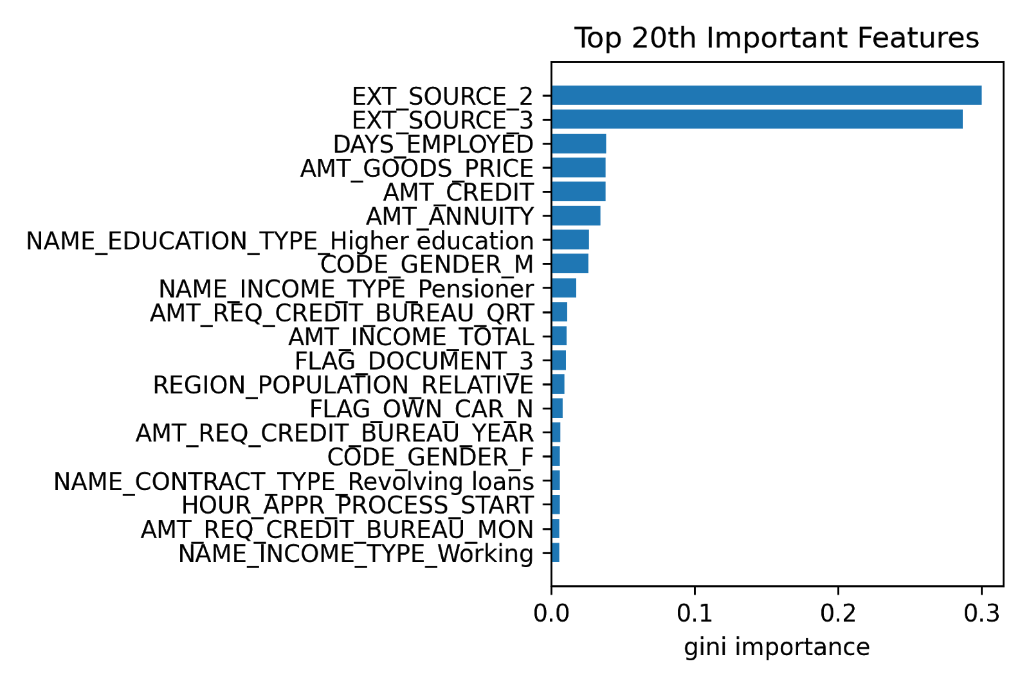 Top 20th Important Features
EXT_SOURCE_2
EXT_SOURCE_3
DAYS_EMPLOYED
AMT_GOODS_PRICE
AMT_CREDIT
AMT_ANNUITY
NAME_EDUCATION_TYPE_Higher education
CODE_GENDER_M
NAME_INCOME_TYPE_Pensioner
AMT_REQ_CREDIT_BUREAU_QRT
AMT_INCOME_TOTAL
FLAG_DOCUMENT_3
REGION_POPULATION_RELATIVE
FLAG_OWN_CAR_N
AMT_REQ_CREDIT_BUREAU_YEAR
CODE_GENDER_F
NAME_CONTRACT_TYPE_Revolving loans
HOUR_APPR_PROCESS_START
AMT_REQ_CREDIT_BUREAU_MON
NAME_INCOME_TYPE_Working
0.0 0.1 0.2 0.3
gini importance